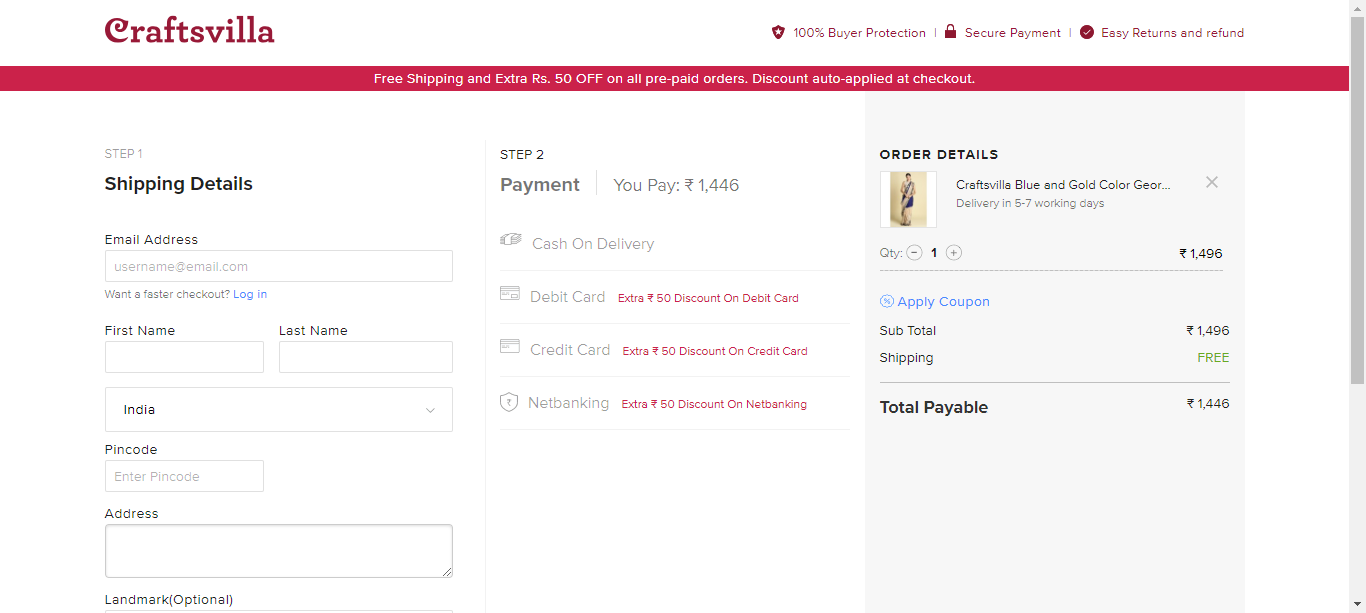 Craftsvilla
100% Buyer Protection | Secure Payment | Easy Returns and refund
Free Shipping and Extra Rs. 50 OFF on all pre-paid orders. Discount auto-applied at checkout.
STEP 1
Shipping Details
Email Address
username@email.com
Want a faster checkout? Log in
First Name
Last Name
India
Pincode
Enter Pincode
Address
Landmark(Optional)
STEP 2
Payment
You Pay: ₹ 1,446
Cash On Delivery
Debit Card Extra ₹ 50 Discount On Debit Card
Credit Card Extra ₹ 50 Discount On Credit Card
Netbanking Extra ₹ 50 Discount On Netbanking
ORDER DETAILS
Craftsvilla Blue and Gold Color Geor...
Delivery in 5-7 working days
Qty: 1 ₹ 1,496
Apply Coupon
Sub Total ₹ 1,496
Shipping FREE
Total Payable ₹ 1,446